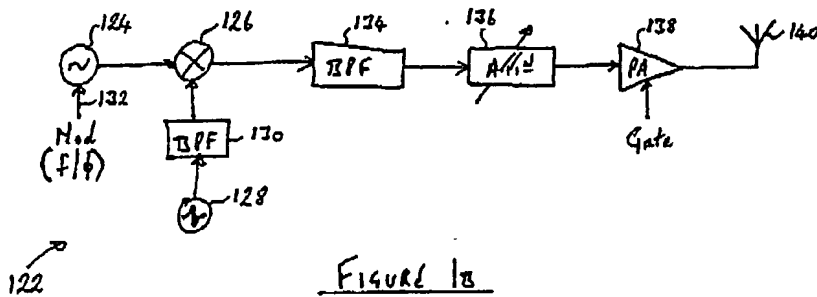 124
126
134
136
138
140
BPF
Att'n
PA
132
Mod
(f/φ)
BPF
130
Gate
128
122
FIGURE 1B